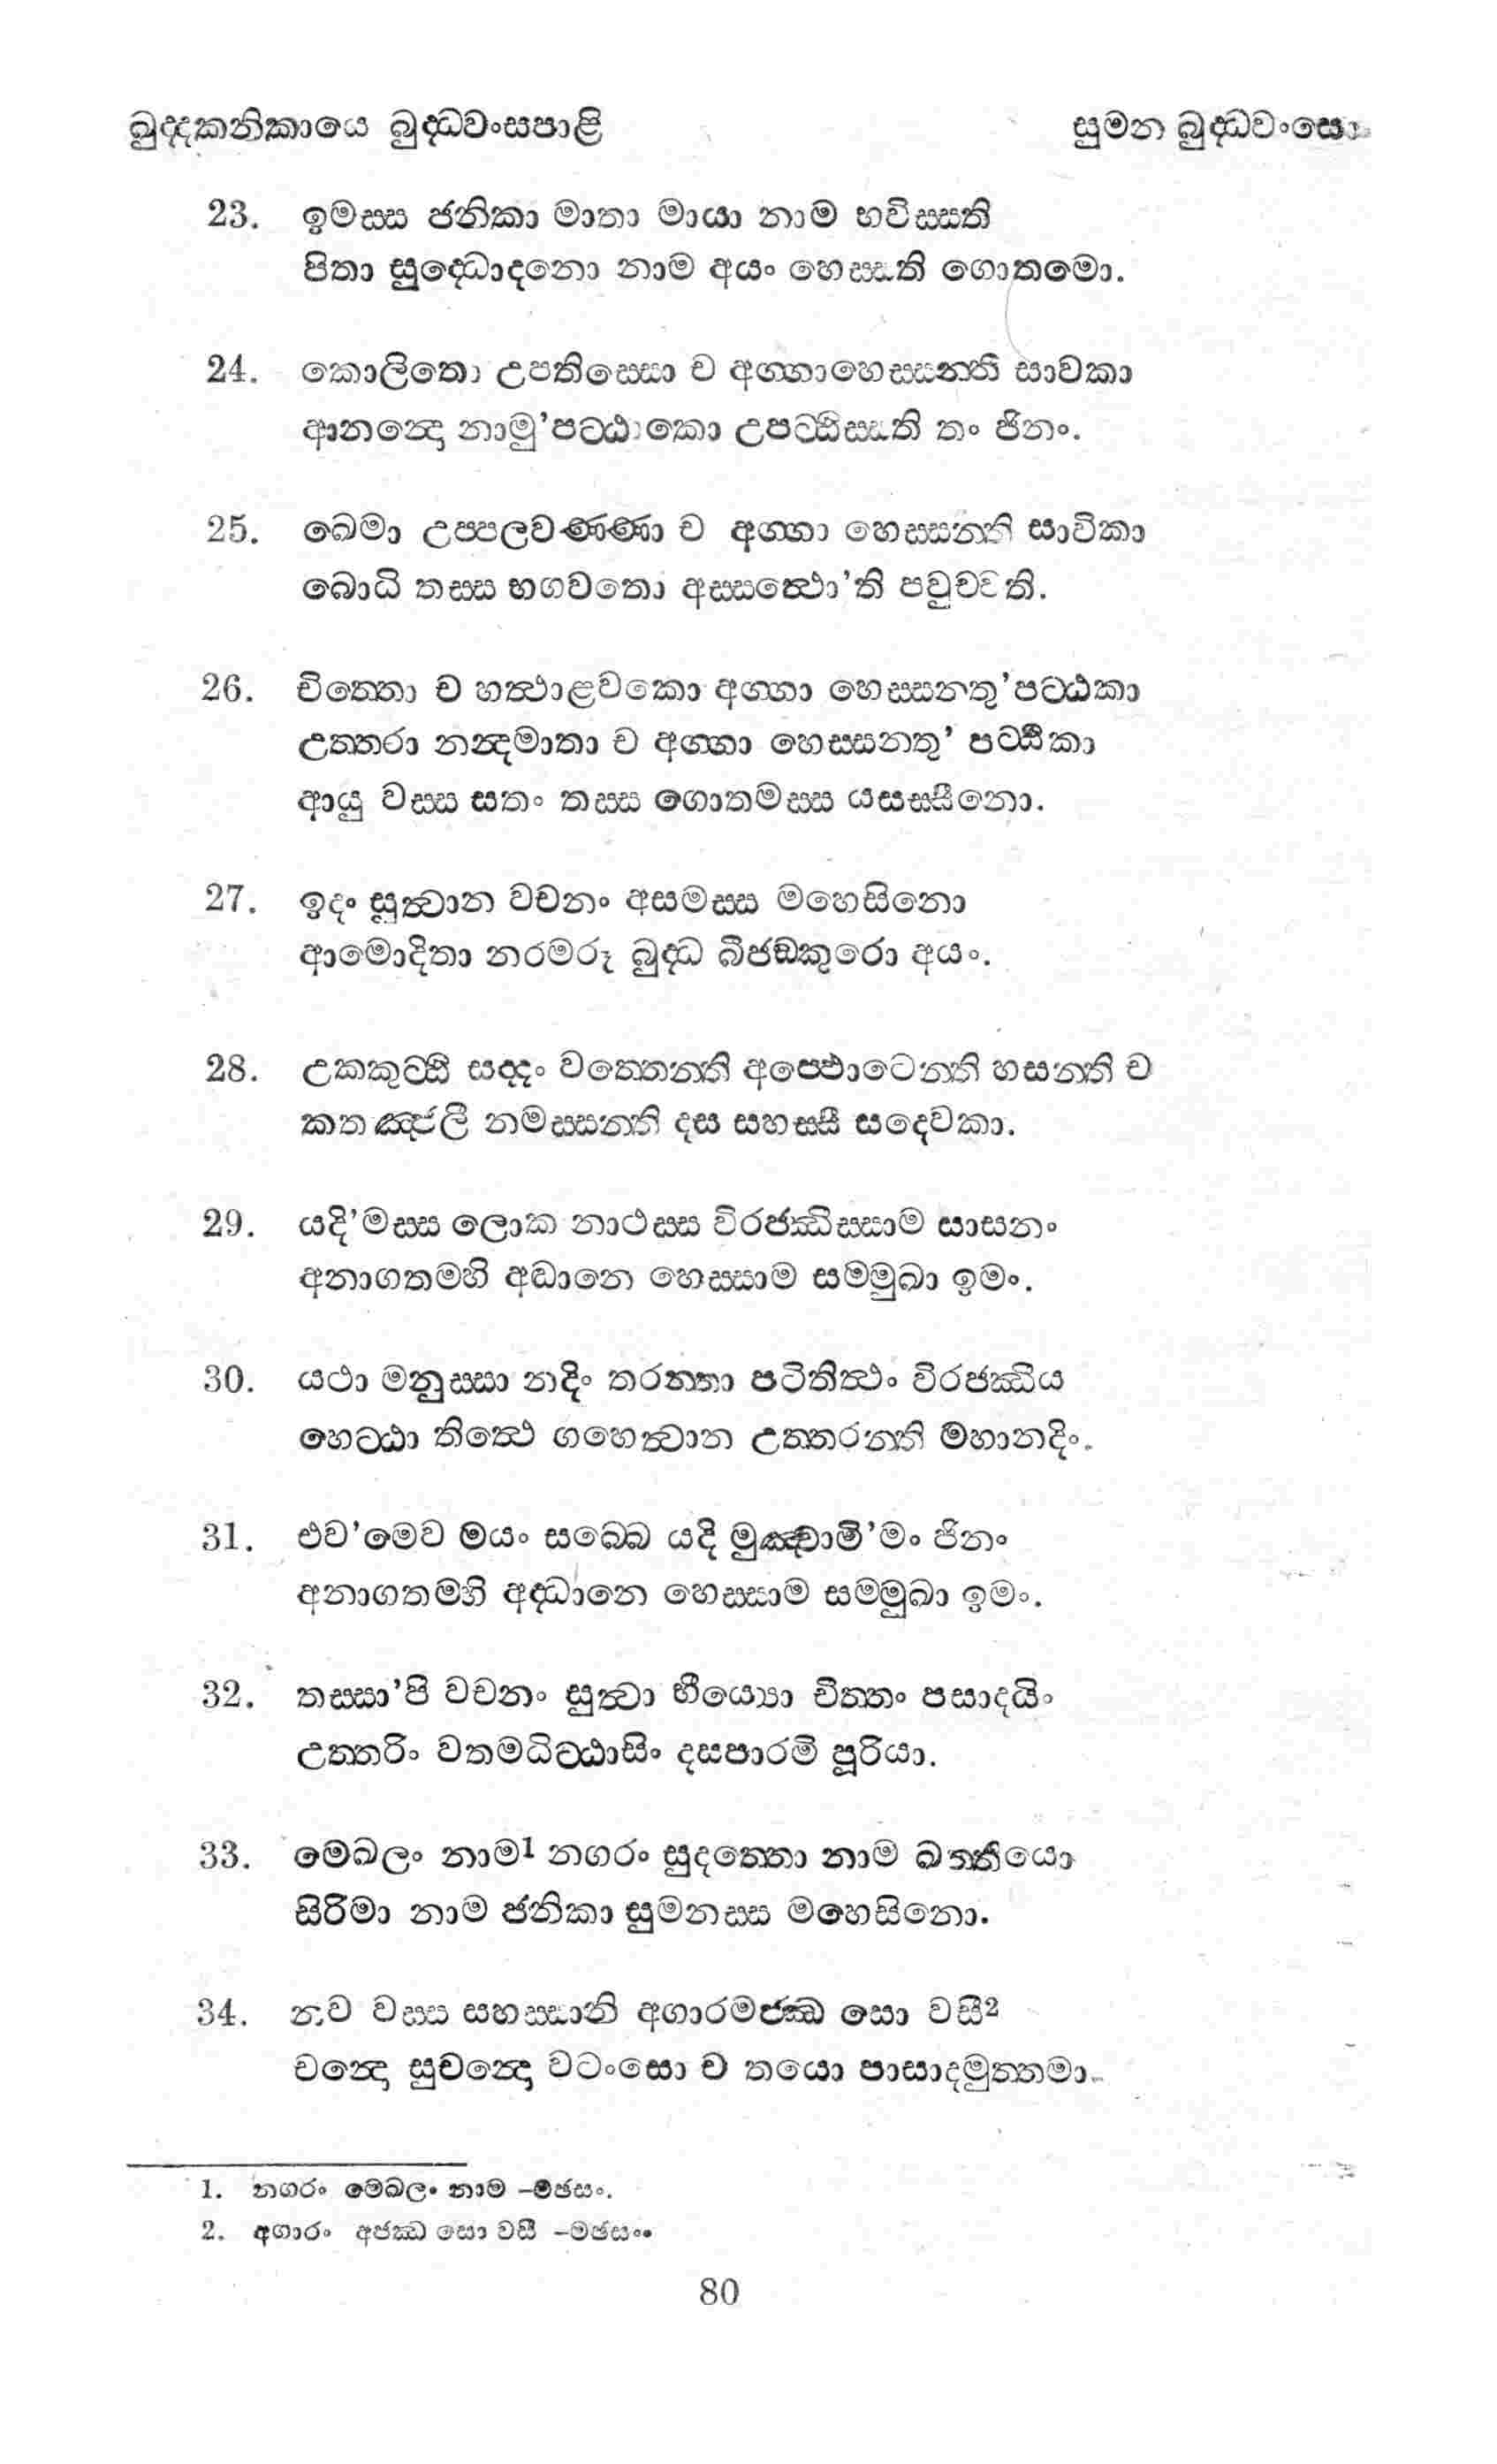 ඛුද්දකනිකායෙ බුද්ධවංසපාළි
සුමන බුද්ධවංසො
23. ඉමස්ස ජනිකා මාතා මායා නාම භවිස්සති
පිතා සුද්ධොදනො නාම අයං හෙස්සති ගොතමො.
24. කොලිතො උපතිස්සො ච අග්ගාහෙස්සන්ති සාවකා
ආනන්දො නාමු'පට්ඨාකො උපට්ඨිස්සති තං ජිනං.
25. ඛෙමා උප්පලවණ්ණා ච අග්ගා හෙස්සන්ති සාවිකා
බොධි තස්ස භගවතො අස්සත්ථො'ති පවුච්චති.
26. චිත්තො ච හත්ථාළවකො අග්ගා හෙස්සන්තු'පට්ඨකා
උත්තරා නන්දමාතා ච අග්ගා හෙස්සන්තු' පට්ඨිකා
ආයු වස්ස සතං තස්ස ගොතමස්ස යසස්සිනො.
27. ඉදං සුත්වාන වචනං අසමස්ස මහෙසිනො
ආමොදිතා නරමරූ බුද්ධ බීජඞ්කුරො අයං.
28. උක්කුට්ඨි සද්දං වත්තෙන්ති අප්ඵොටෙන්ති හසන්ති ච
කතඤ්ජලී නමස්සන්ති දස සහස්සී සදෙවකා.
29. යදි'මස්ස ලොක නාථස්ස විරජ්ඣිස්සාම සාසනං
අනාගතම්හි අද්ධානෙ හෙස්සාම සම්මුඛා ඉමං.
30. යථා මනුස්සා නදිං තරන්තා පටිතිත්ථං විරජ්ඣිය
හෙට්ඨා තිත්ථෙ ගහෙත්වාන උත්තරන්ති මහානදිං.
31. එව'මෙව මයං සබ්බෙ යදි මුඤ්චාමි'මං ජිනං
අනාගතම්හි අද්ධානෙ හෙස්සාම සම්මුඛා ඉමං.
32. තස්සා'පි වචනං සුත්වා භීය්‍යො චිත්තං පසාදයිං
උත්තරිං වතමධිට්ඨාසිං දසපාරමි පූරියා.
33. මෙඛලං නාම1 නගරං සුදත්තො නාම ඛත්තියො
සිරිමා නාම ජනිකා සුමනස්ස මහෙසිනො.
34. නව වස්ස සහස්සානි අගාරමජ්ඣ සො වසී2
චන්දො සුචන්දො වටංසො ච තයො පාසාදමුත්තමා.
1. නගරං මෙඛලං නාම -මඡසං.
2. අගාරං අජ්ඣ සො වසී -මඡසං.
80